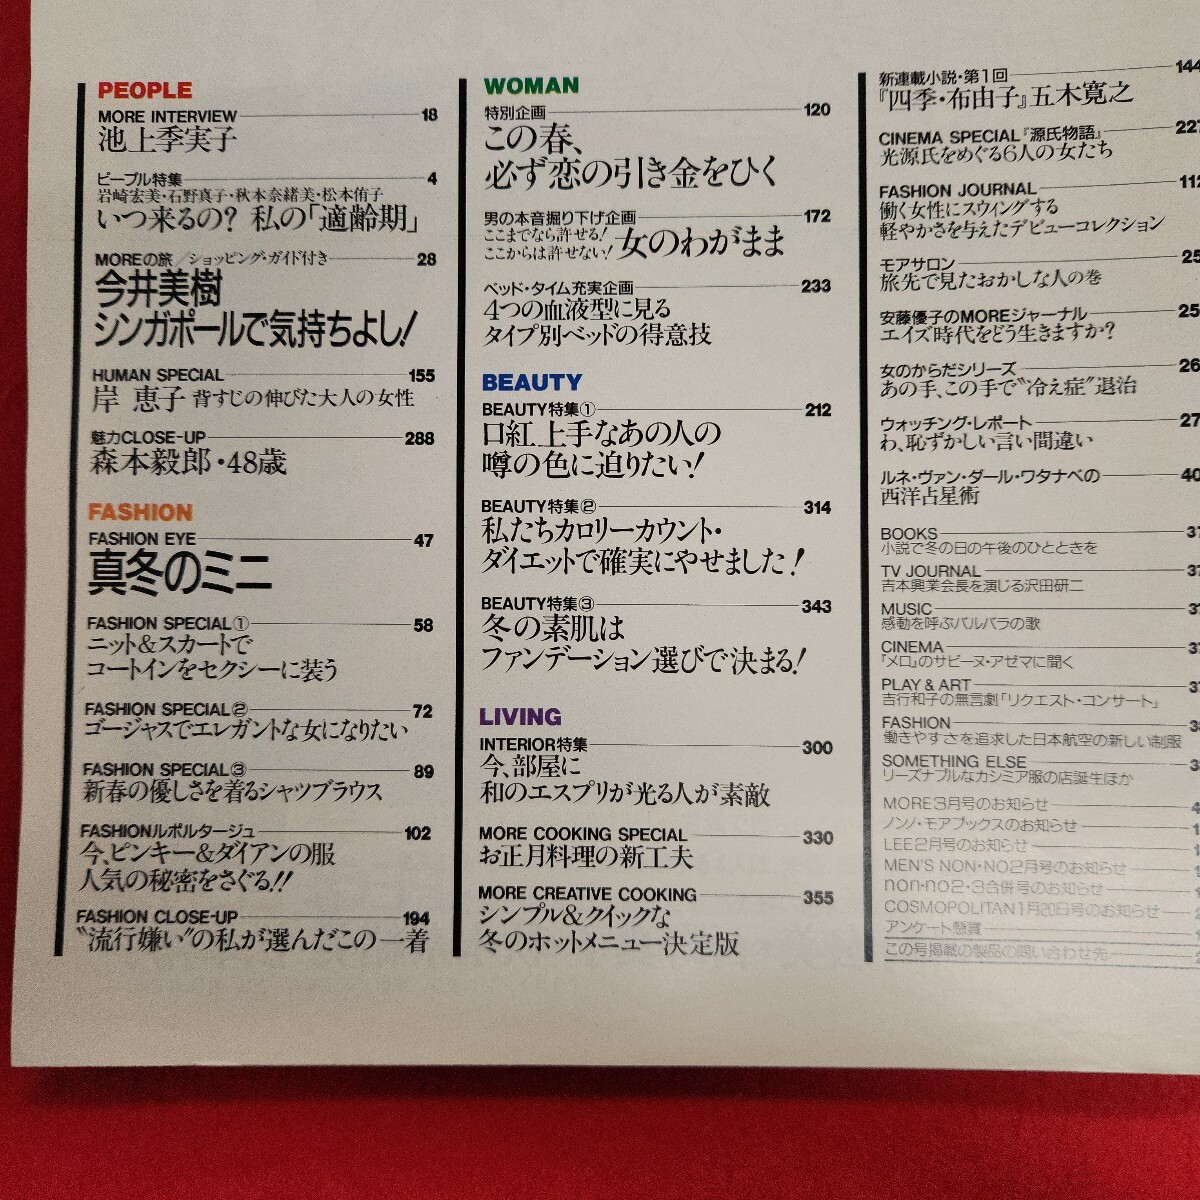 PEOPLE
MORE INTERVIEW 18
池上季実子
ピープル特集 4
岩崎宏美・石野真子・秋本奈緒美・松本侑子
いつ来るの? 私の「適齢期」
MOREの旅/ショッピング・ガイド付き 28
今井美樹
シンガポールで気持ちよし!
HUMAN SPECIAL 155
岸 恵子 背すじの伸びた大人の女性
魅力CLOSE-UP 288
森本毅郎・48歳
FASHION
FASHION EYE 47
真冬のミニ
FASHION SPECIAL① 58
ニット&スカートで
コートインをセクシーに装う
FASHION SPECIAL② 72
ゴージャスでエレガントな女になりたい
FASHION SPECIAL③ 89
新春の優しさを着るシャツブラウス
FASHIONルポルタージュ 102
今、ピンキー&ダイアンの服
人気の秘密をさぐる!!
FASHION CLOSE-UP 194
“流行嫌い”の私が選んだこの一着
WOMAN
特別企画 120
この春、
必ず恋の引き金をひく
男の本音掘り下げ企画 172
ここまでなら許せる!
ここからは許せない!
女のわがまま
ベッド・タイム充実企画 233
4つの血液型に見る
タイプ別ベッドの得意技
BEAUTY
BEAUTY特集① 212
口紅上手なあの人の
噂の色に迫りたい!
BEAUTY特集② 314
私たちカロリーカウント・
ダイエットで確実にやせました!
BEAUTY特集③ 343
冬の素肌は
ファンデーション選びで決まる!
LIVING
INTERIOR特集 300
今、部屋に
和のエスプリが光る人が素敵
MORE COOKING SPECIAL 330
お正月料理の新工夫
MORE CREATIVE COOKING 355
シンプル&クイックな
冬のホットメニュー決定版
新連載小説・第1回 144
『四季・布由子』五木寛之
CINEMA SPECIAL『源氏物語』 227
光源氏をめぐる6人の女たち
FASHION JOURNAL 112
働く女性にスウィングする
軽やかさを与えたデビューコレクション
モアサロン 25
旅先で見たおかしな人の巻
安藤優子のMOREジャーナル 25
エイズ時代をどう生きますか?
女のからだシリーズ 26
あの手、この手で“冷え症”退治
ウォッチング・レポート 27
わ、恥ずかしい言い間違い
ルネ・ヴァン・ダール・ワタナベの 40
西洋占星術
BOOKS 37
小説で冬の日の午後のひとときを
TV JOURNAL 37
吉本興業会長を演じる沢田研二
MUSIC 37
感動を呼ぶバルバラの歌
CINEMA 37
「メロ」のサビーヌ・アゼマに聞く
PLAY & ART 37
吉行和子の無言劇「リクエスト・コンサート」
FASHION 38
働きやすさを追求した日本航空の新しい制服
SOMETHING ELSE 38
リーズナブルなカシミア服の店誕生ほか
MORE3月号のお知らせ
ノンノ・モアブックスのお知らせ
LEE2月号のお知らせ
MEN'S NON・NO2月号のお知らせ
non・no2・3合併号のお知らせ
COSMOPOLITAN1月20日号のお知らせ
アンケート懸賞
この号掲載の製品の問い合わせ先